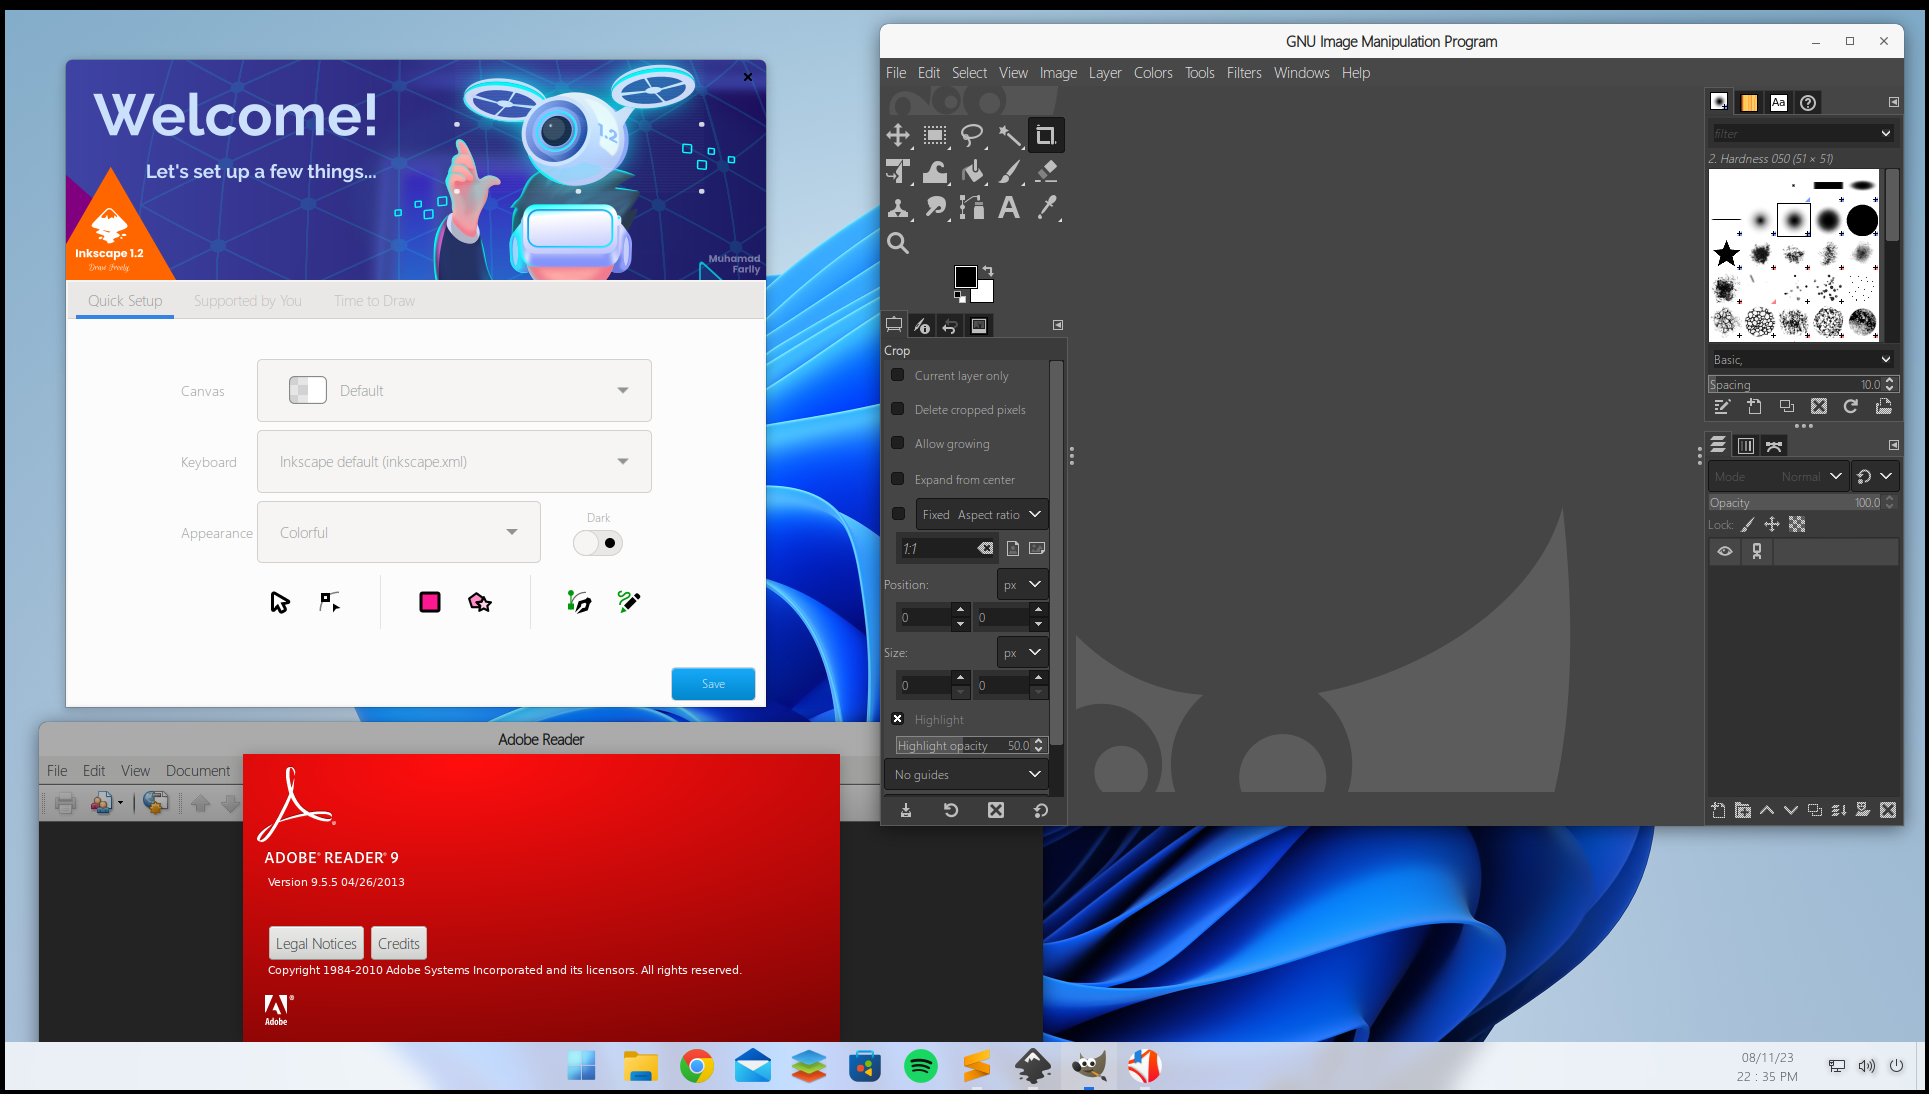 Welcome!
Let's set up a few things...
1.2
Inkscape 1.2
Draw Freely.
Muhamad
Farlly
Quick Setup Supported by You Time to Draw
Canvas Default
Keyboard Inkscape default (inkscape.xml)
Appearance Colorful Dark
Save
Adobe Reader
File Edit View Document
ADOBE® READER® 9
Version 9.5.5 04/26/2013
Legal Notices Credits
Copyright 1984-2010 Adobe Systems Incorporated and its licensors. All rights reserved.
Adobe
GNU Image Manipulation Program
File Edit Select View Image Layer Colors Tools Filters Windows Help
Crop
Current layer only
Delete cropped pixels
Allow growing
Expand from center
Fixed Aspect ratio
1:1
Position: px
0 0
Size: px
0 0
Highlight
Highlight opacity 50.0
No guides
Aa
filter
2. Hardness 050 (51 × 51)
Basic,
Spacing 10.0
Mode Normal
Opacity 100.0
Lock:
08/11/23
22 : 35 PM